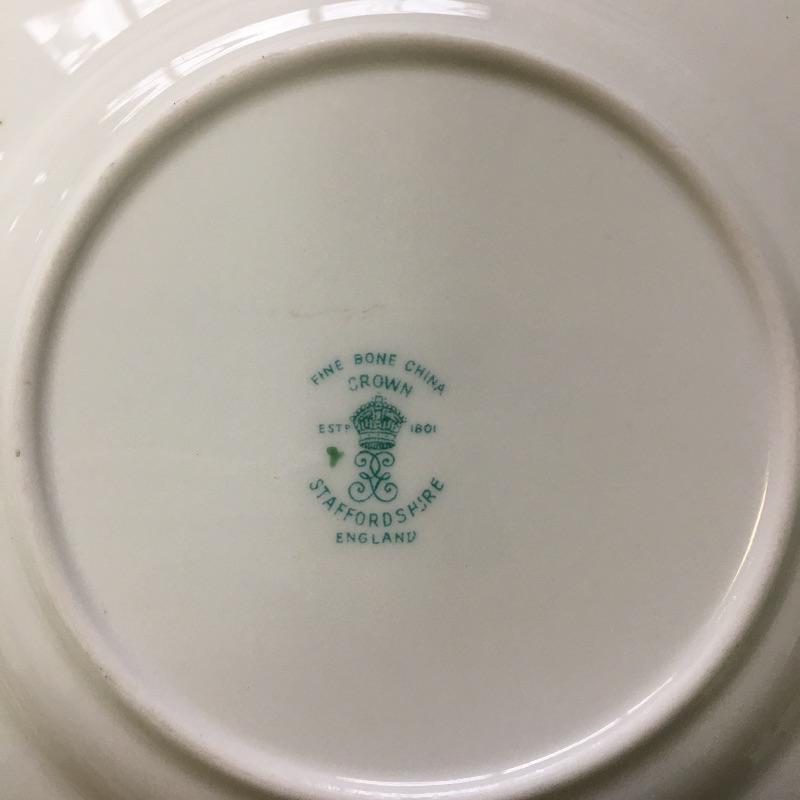 FINE BONE CHINA
CROWN
ESTD 1801
STAFFORDSHIRE
ENGLAND